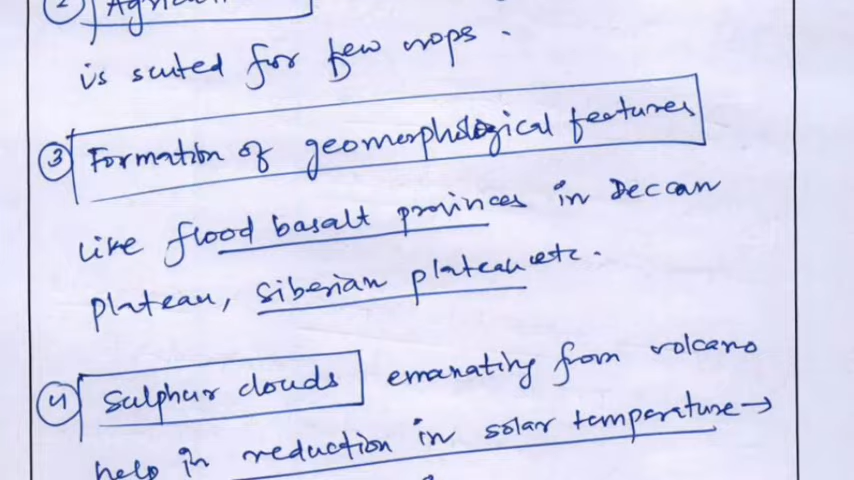 ②
is suited for few crops.
③ Formation of geomorphological features
like flood basalt provinces in Deccan
plateau, siberian plateau etc.
④ Sulphur clouds emanating from volcano
help in reduction in solar temperature →